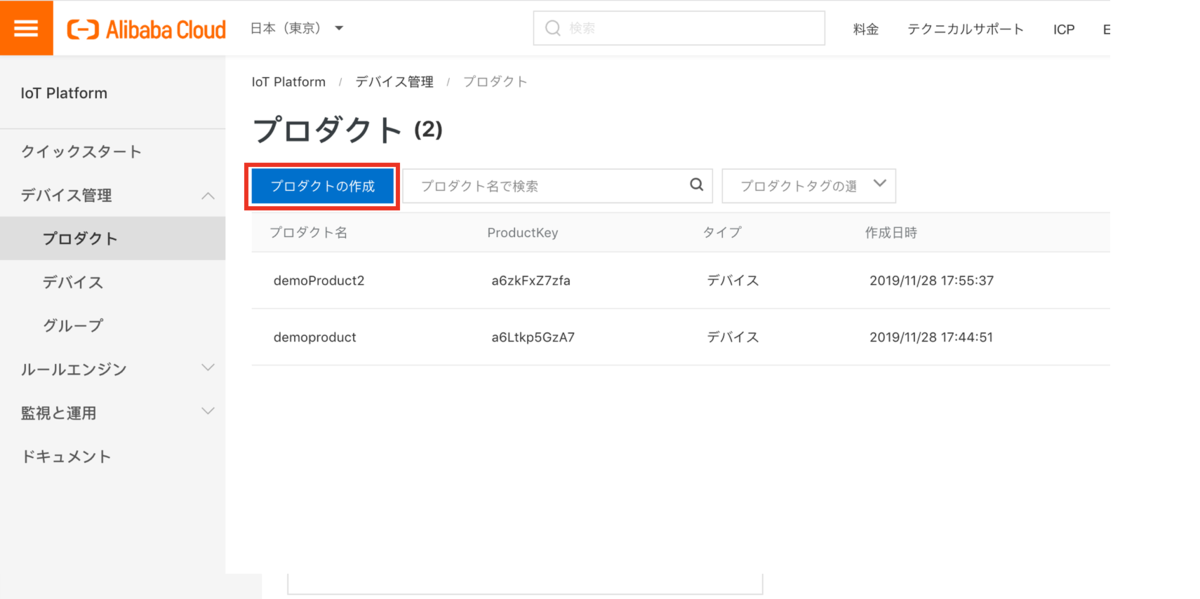 Alibaba Cloud 日本（東京） 検索 料金 テクニカルサポート ICP E
IoT Platform
クイックスタート
デバイス管理
プロダクト
デバイス
グループ
ルールエンジン
監視と運用
ドキュメント
IoT Platform / デバイス管理 / プロダクト
プロダクト (2)
プロダクトの作成 プロダクト名で検索 プロダクトタグの選
プロダクト名 ProductKey タイプ 作成日時
demoProduct2 a6zkFxZ7zfa デバイス 2019/11/28 17:55:37
demoproduct a6Ltkp5GzA7 デバイス 2019/11/28 17:44:51